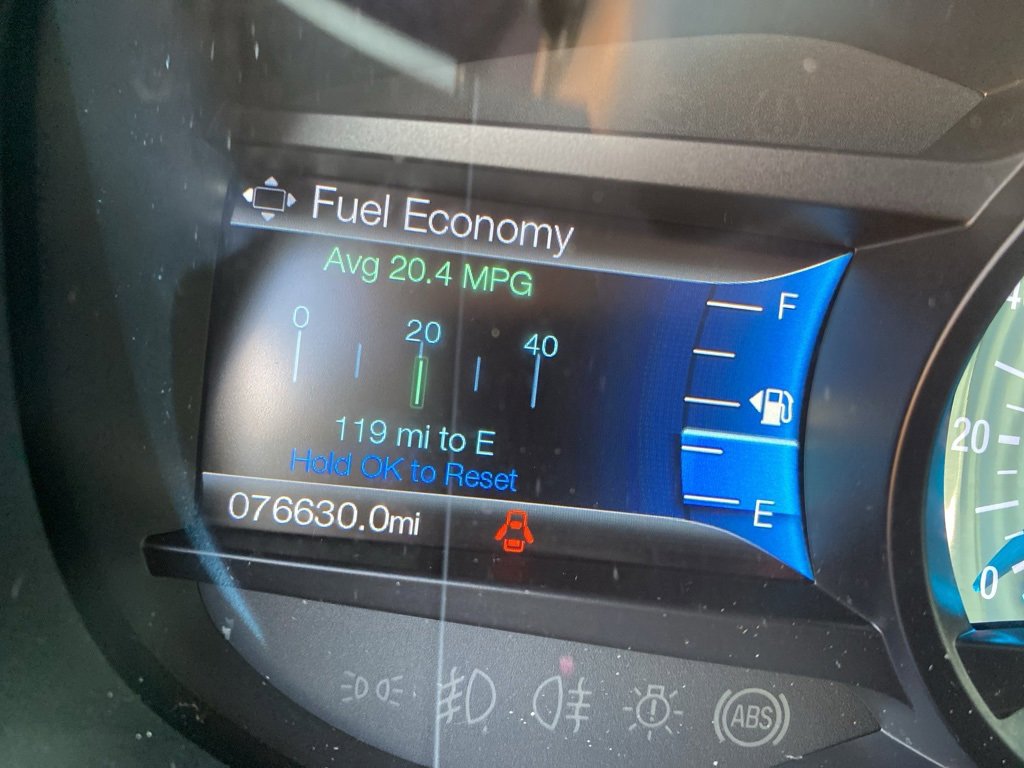 Fuel Economy
Avg 20.4 MPG
0
20
40
119 mi to E
Hold OK to Reset
F
E
076630.0mi
20
0
ABS